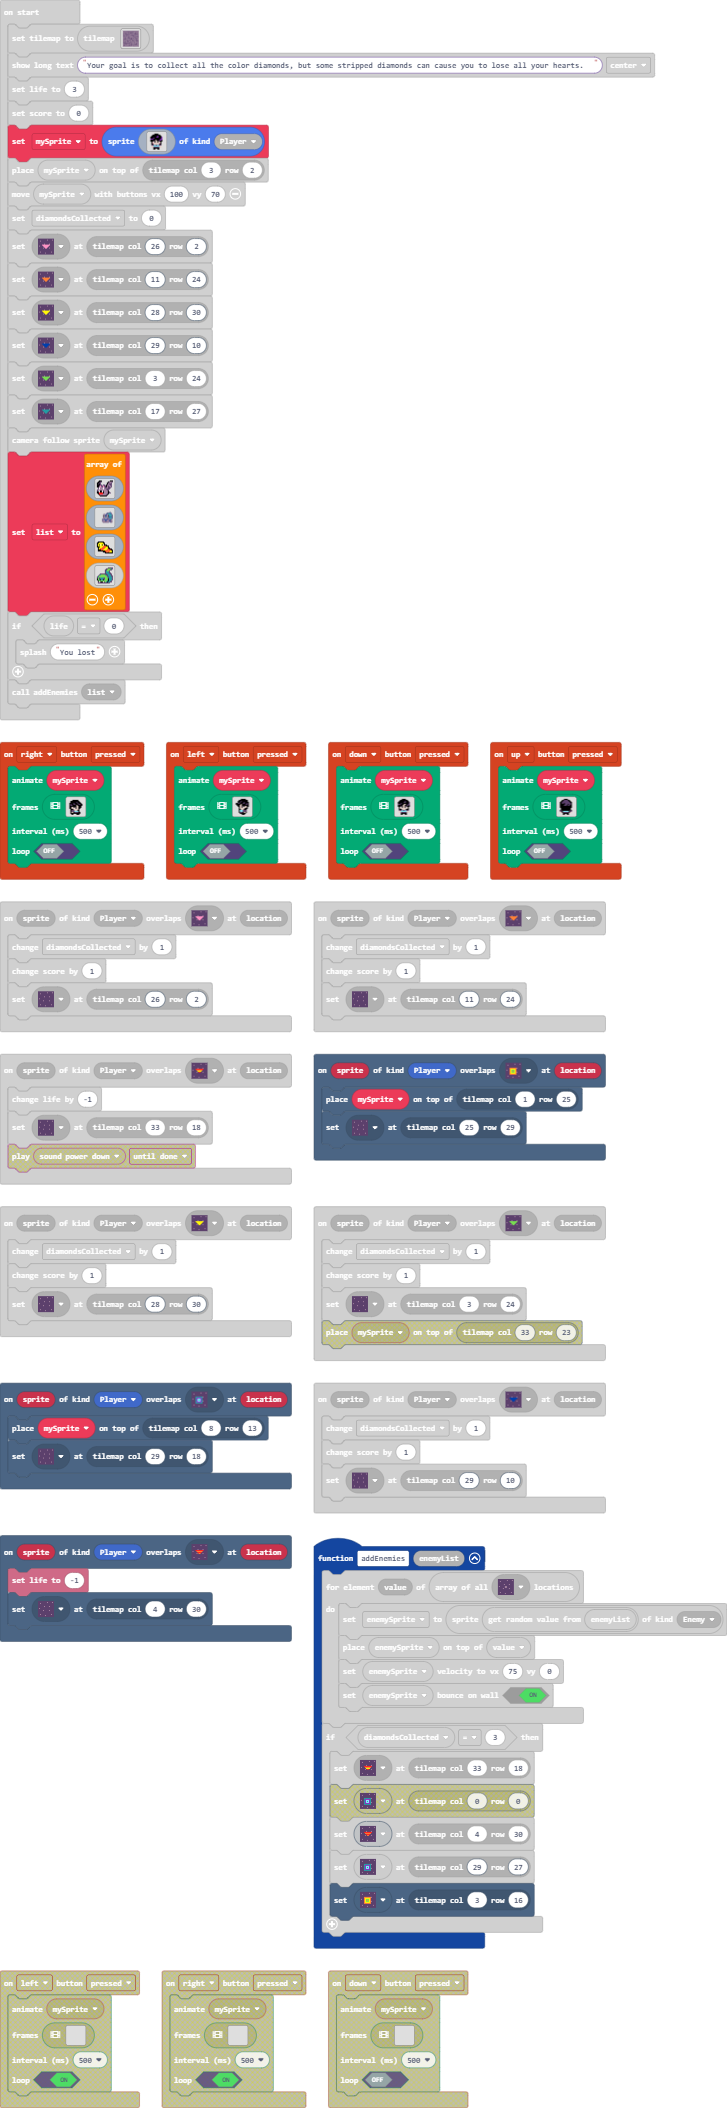 on start
set tilemap to tilemap
show long text "Your goal is to collect all the color diamonds, but some stripped diamonds can cause you to lose all your hearts. " center
set life to 3
set score to 0
set mySprite to sprite of kind Player
place mySprite on top of tilemap col 3 row 2
move mySprite with buttons vx 100 vy 70
set diamondsCollected to 0
set at tilemap col 26 row 2
set at tilemap col 11 row 24
set at tilemap col 28 row 30
set at tilemap col 29 row 10
set at tilemap col 3 row 24
set at tilemap col 17 row 27
camera follow sprite mySprite
array of
set list to
if life = 0 then
splash "You lost"
call addEnemies list
on right button pressed
animate mySprite
frames
interval (ms) 500
loop OFF
on left button pressed
animate mySprite
frames
interval (ms) 500
loop OFF
on down button pressed
animate mySprite
frames
interval (ms) 500
loop OFF
on up button pressed
animate mySprite
frames
interval (ms) 500
loop OFF
on sprite of kind Player overlaps at location
change diamondsCollected by 1
change score by 1
set at tilemap col 26 row 2
on sprite of kind Player overlaps at location
change diamondsCollected by 1
change score by 1
set at tilemap col 11 row 24
on sprite of kind Player overlaps at location
change life by -1
set at tilemap col 33 row 18
play sound power down until done
on sprite of kind Player overlaps at location
place mySprite on top of tilemap col 1 row 25
set at tilemap col 25 row 29
on sprite of kind Player overlaps at location
change diamondsCollected by 1
change score by 1
set at tilemap col 28 row 30
on sprite of kind Player overlaps at location
change diamondsCollected by 1
change score by 1
set at tilemap col 3 row 24
place mySprite on top of tilemap col 33 row 23
on sprite of kind Player overlaps at location
place mySprite on top of tilemap col 8 row 13
set at tilemap col 29 row 18
on sprite of kind Player overlaps at location
change diamondsCollected by 1
change score by 1
set at tilemap col 29 row 10
on sprite of kind Player overlaps at location
set life to -1
set at tilemap col 4 row 30
function addEnemies enemyList
for element value of array of all locations
do
set enemySprite to sprite get random value from enemyList of kind Enemy
place enemySprite on top of value
set enemySprite velocity to vx 75 vy 0
set enemySprite bounce on wall ON
if diamondsCollected = 3 then
set at tilemap col 33 row 18
set at tilemap col 0 row 0
set at tilemap col 4 row 30
set at tilemap col 29 row 27
set at tilemap col 3 row 16
on left button pressed
animate mySprite
frames
interval (ms) 500
loop ON
on right button pressed
animate mySprite
frames
interval (ms) 500
loop ON
on down button pressed
animate mySprite
frames
interval (ms) 500
loop OFF